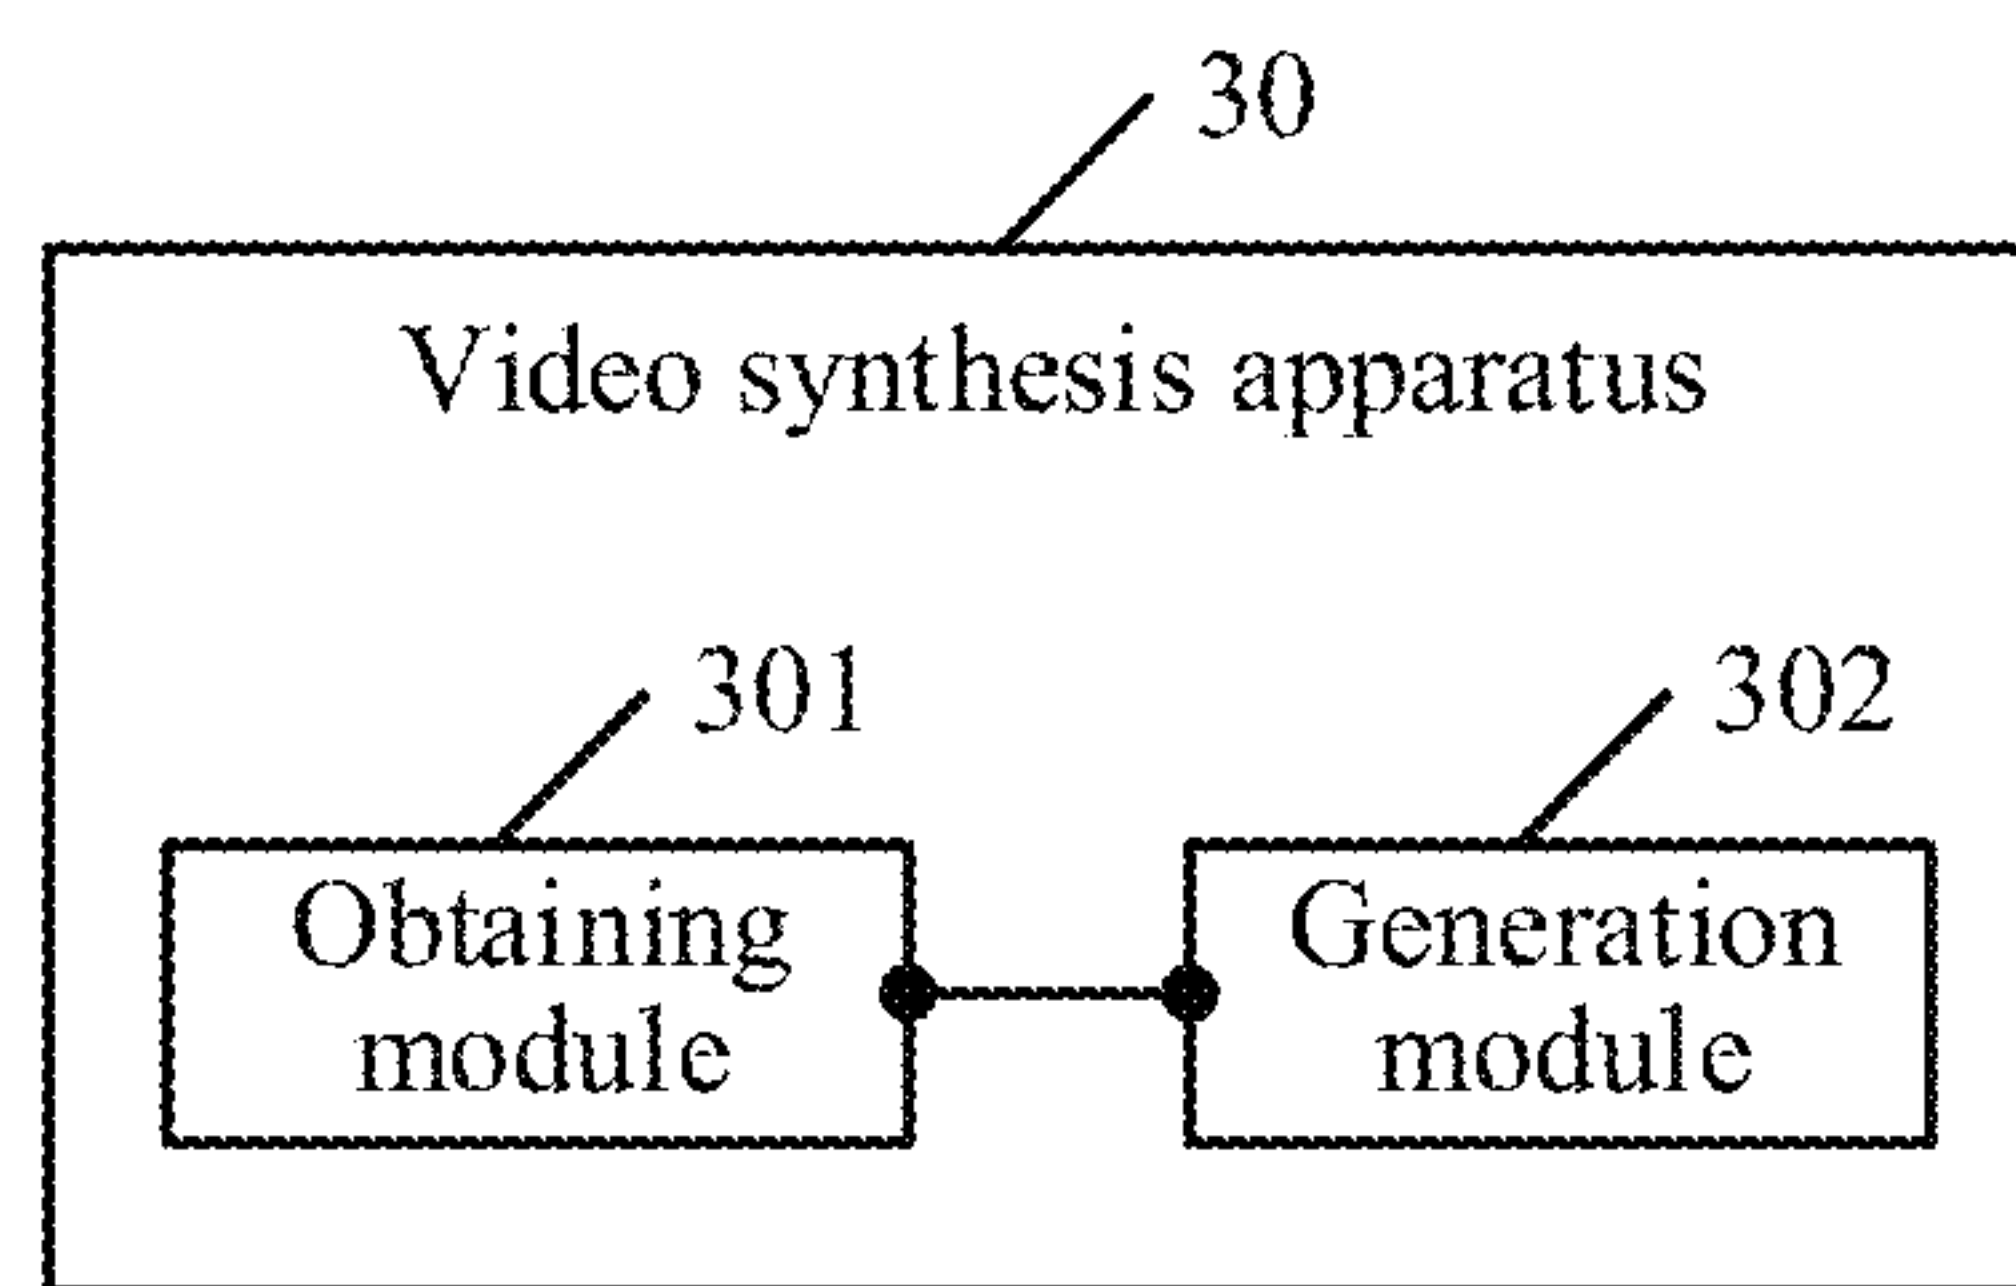 30
Video synthesis apparatus
301
302
Obtaining
module
Generation
module